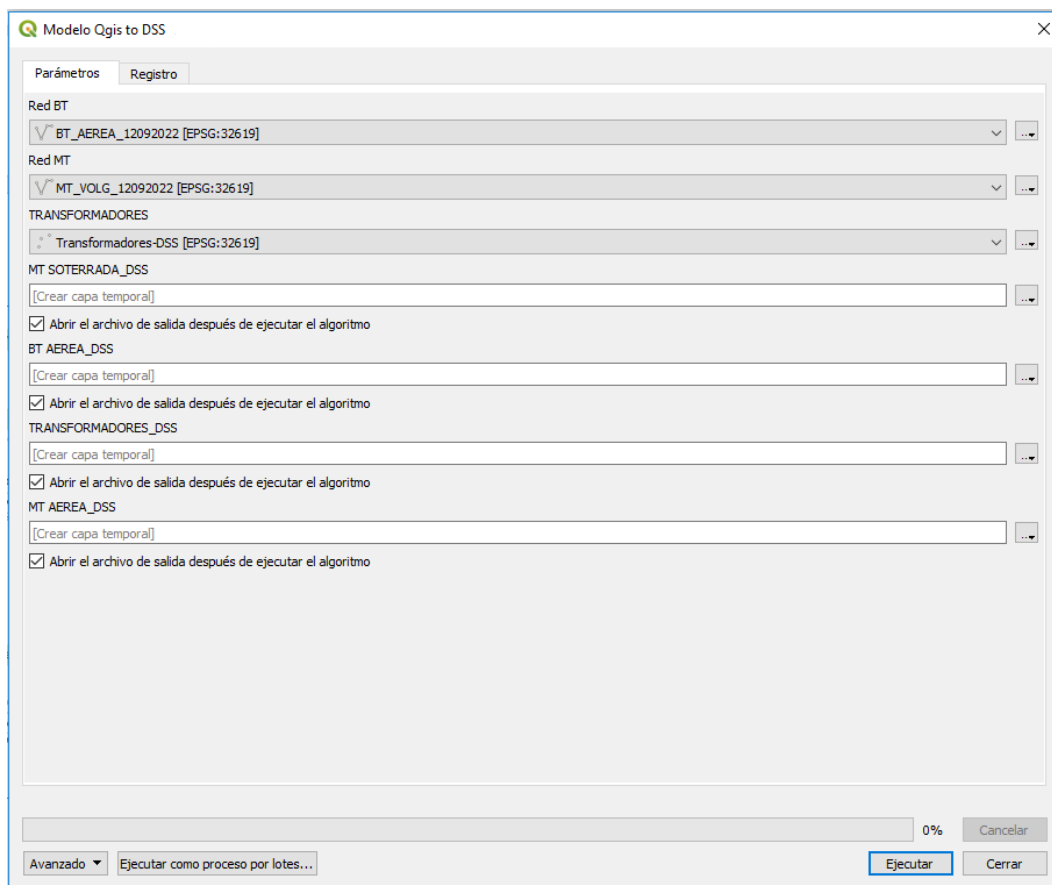 Modelo Qgis to DSS
Parámetros Registro
Red BT
BT_AEREA_12092022 [EPSG:32619]
Red MT
MT_VOLG_12092022 [EPSG:32619]
TRANSFORMADORES
Transformadores-DSS [EPSG:32619]
MT SOTERRADA_DSS
[Crear capa temporal]
Abrir el archivo de salida después de ejecutar el algoritmo
BT AEREA_DSS
[Crear capa temporal]
Abrir el archivo de salida después de ejecutar el algoritmo
TRANSFORMADORES_DSS
[Crear capa temporal]
Abrir el archivo de salida después de ejecutar el algoritmo
MT AEREA_DSS
[Crear capa temporal]
Abrir el archivo de salida después de ejecutar el algoritmo
0% Cancelar
Avanzado Ejecutar como proceso por lotes... Ejecutar Cerrar